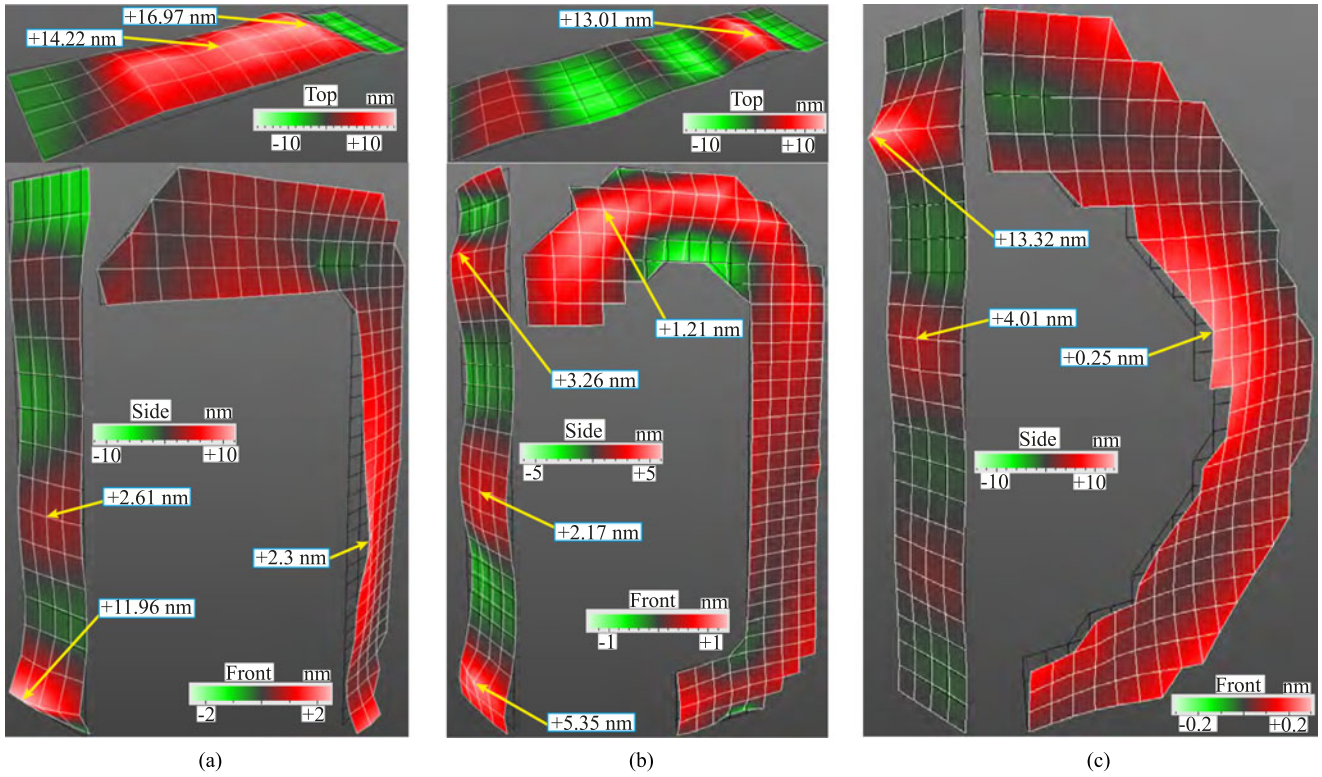 +16.97 nm
+14.22 nm
Top nm
-10 +10
Side nm
-10 +10
+2.61 nm
+2.3 nm
+11.96 nm
Front nm
-2 +2
(a)
+13.01 nm
Top nm
-10 +10
+1.21 nm
+3.26 nm
Side nm
-5 +5
+2.17 nm
Front nm
-1 +1
+5.35 nm
(b)
+13.32 nm
+4.01 nm
+0.25 nm
Side nm
-10 +10
Front nm
-0.2 +0.2
(c)